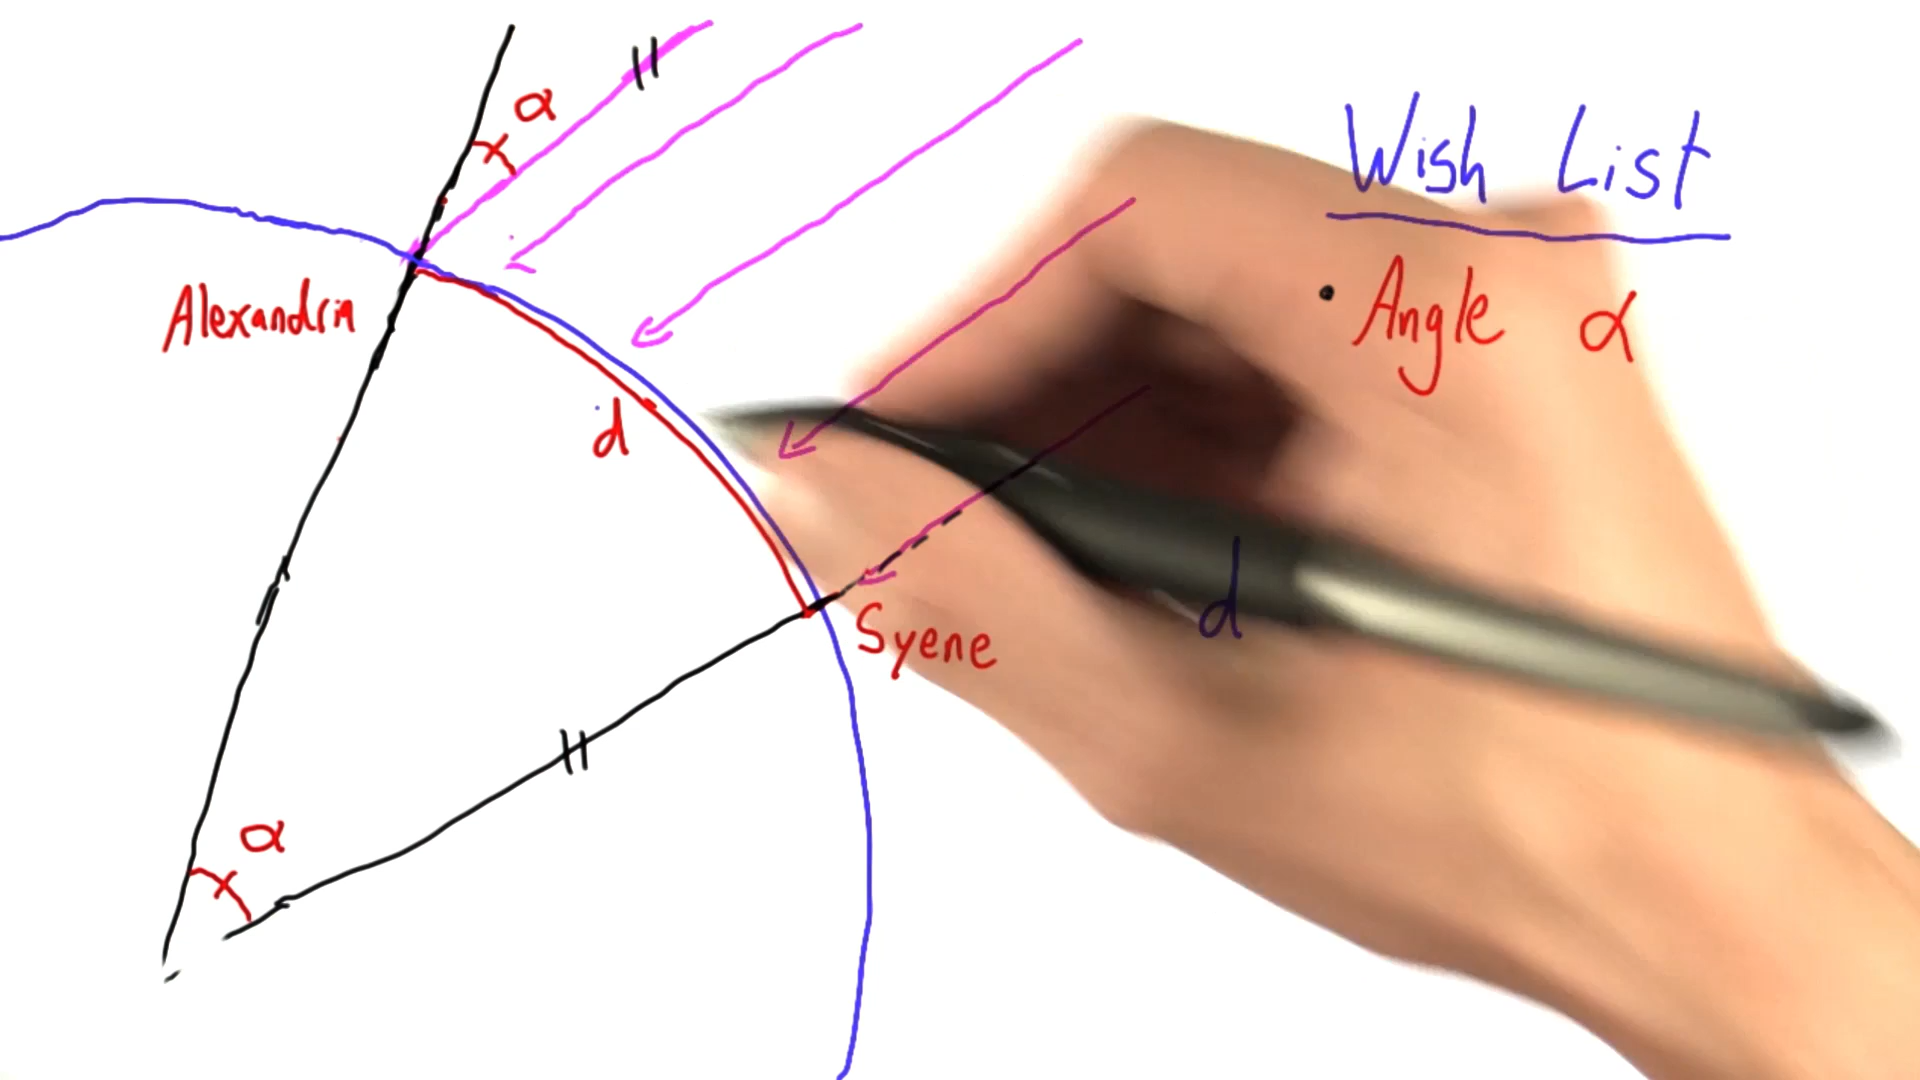 α
Wish List
• Angle α
Alexandria
d
d
Syene
α